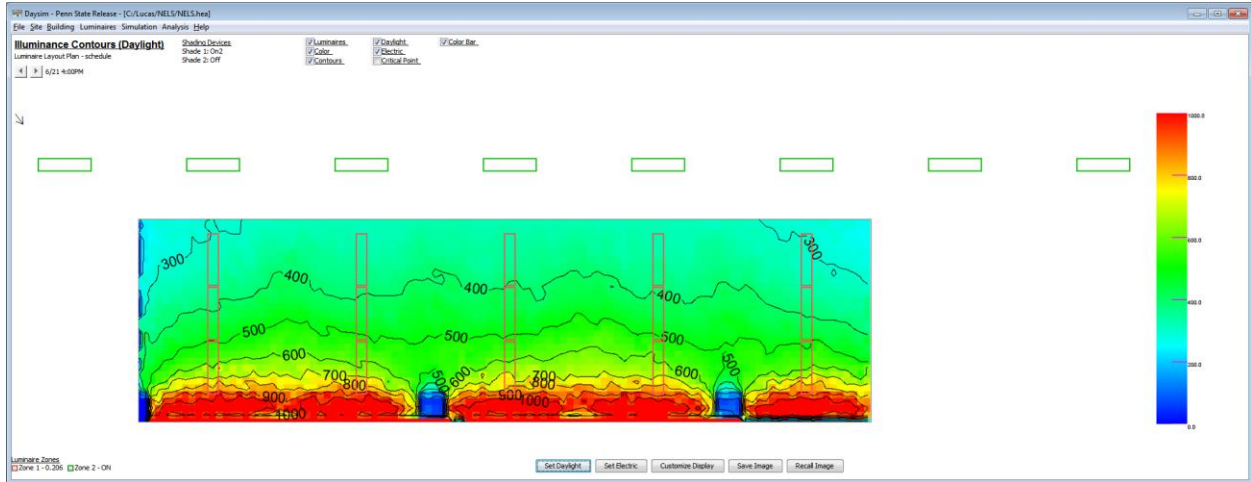 Daysim - Penn State Release - [C:/Lucas/NELS/NELS.hea]
File Site Building Luminaires Simulation Analysis Help
Illuminance Contours (Daylight)
Luminaire Layout Plan - schedule
6/21 4:00PM
Shading Devices
Shade 1: On2
Shade 2: Off
Luminaires Daylight Color Bar
Color Electric
Contours Critical Point
1000.0
800.0
600.0
400.0
200.0
0.0
300 300
400 400 400
500 500 500 500 500
600 600 600
700 700
800 800
900 900
1000 1000
Luminaire Zones
Zone 1 - 0.206 Zone 2 - ON
Set Daylight Set Electric Customize Display Save Image Recall Image